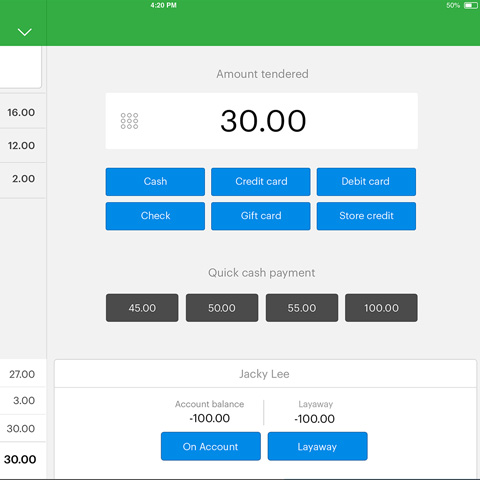 4:20 PM
50%
Amount tendered
30.00
16.00
12.00
2.00
Cash
Credit card
Debit card
Check
Gift card
Store credit
Quick cash payment
45.00
50.00
55.00
100.00
27.00
3.00
30.00
30.00
Jacky Lee
Account balance
-100.00
Layaway
-100.00
On Account
Layaway